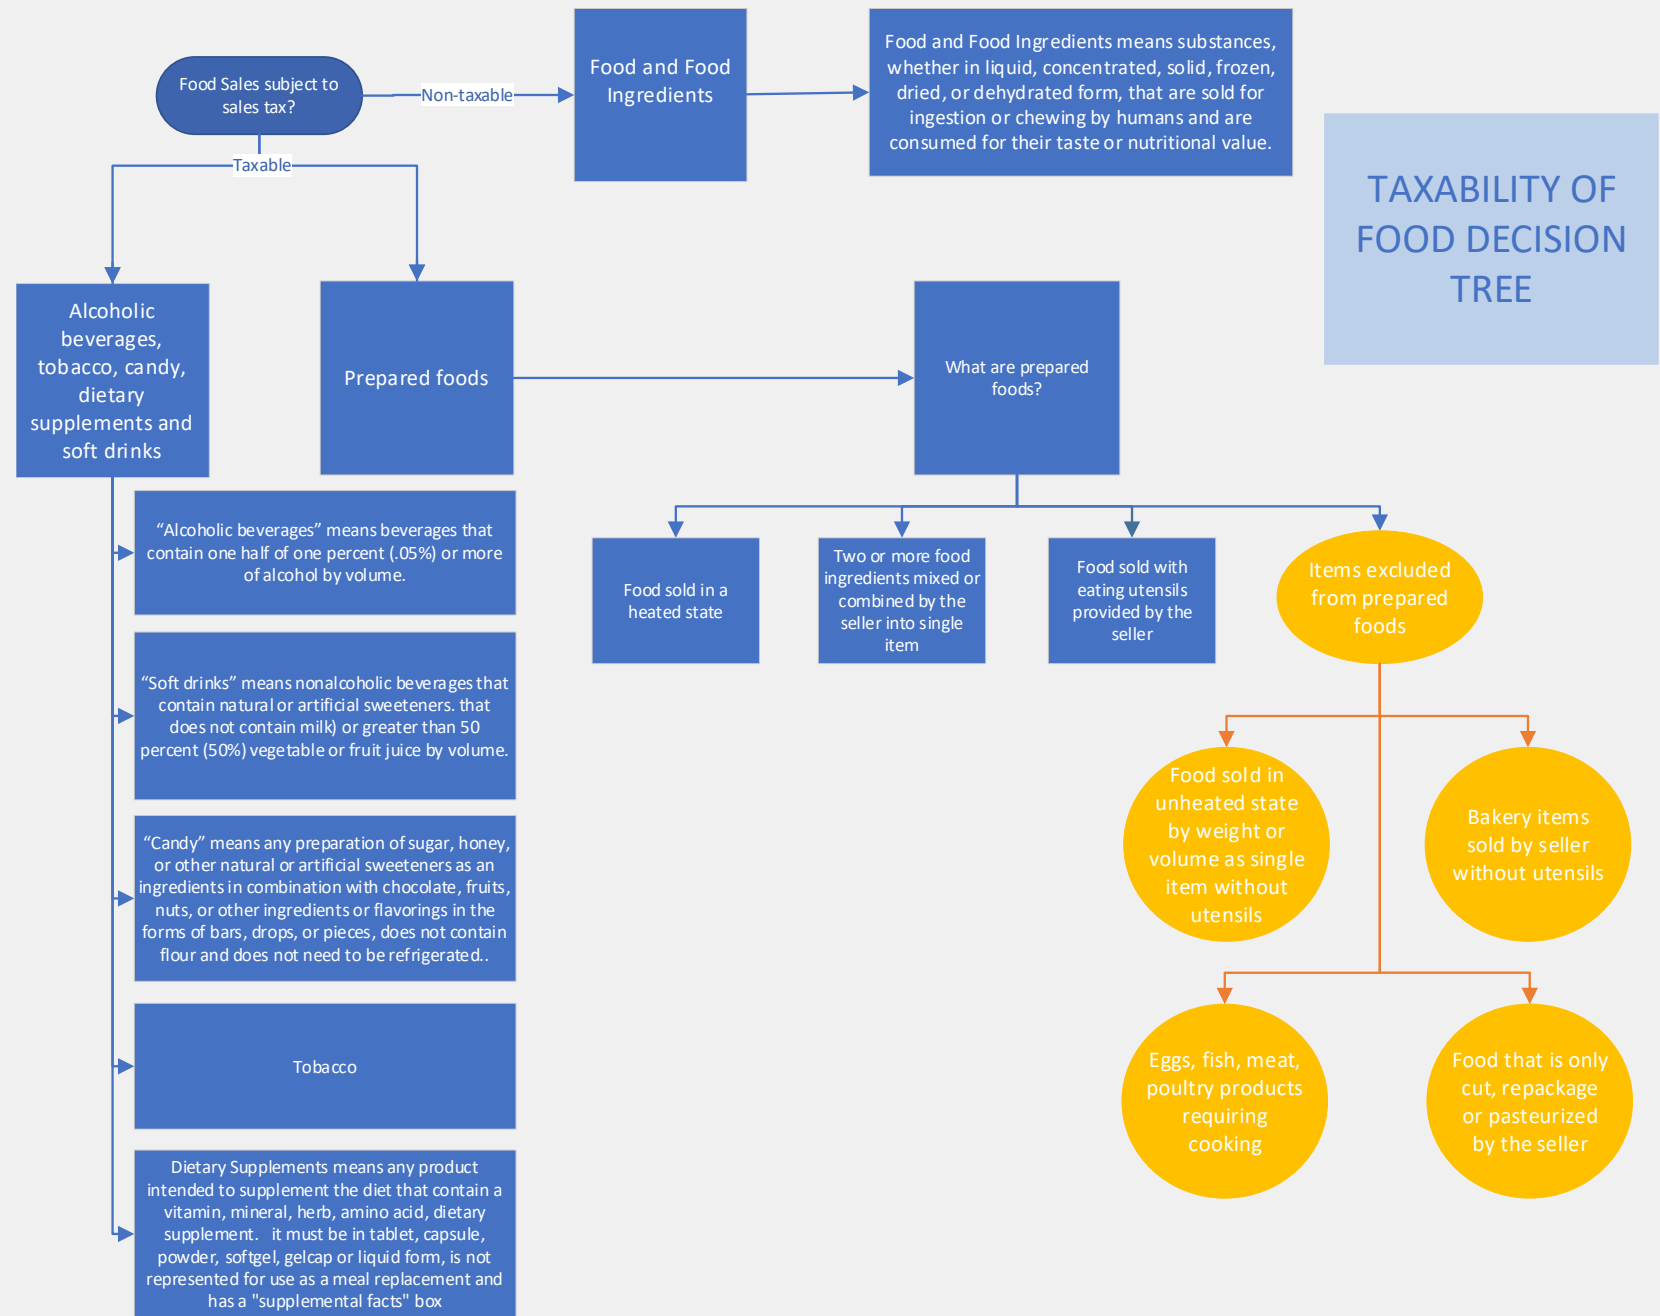 Food Sales subject to
sales tax?
Non-taxable
Food and Food
Ingredients
Food and Food Ingredients means substances,
whether in liquid, concentrated, solid, frozen,
dried, or dehydrated form, that are sold for
ingestion or chewing by humans and are
consumed for their taste or nutritional value.
TAXABILITY OF
FOOD DECISION
TREE
Taxable
Alcoholic
beverages,
tobacco, candy,
dietary
supplements and
soft drinks
Prepared foods
What are prepared
foods?
“Alcoholic beverages” means beverages that
contain one half of one percent (.05%) or more
of alcohol by volume.
“Soft drinks” means nonalcoholic beverages that
contain natural or artificial sweeteners. that
does not contain milk) or greater than 50
percent (50%) vegetable or fruit juice by volume.
“Candy” means any preparation of sugar, honey,
or other natural or artificial sweeteners as an
ingredients in combination with chocolate, fruits,
nuts, or other ingredients or flavorings in the
forms of bars, drops, or pieces, does not contain
flour and does not need to be refrigerated..
Tobacco
Dietary Supplements means any product
intended to supplement the diet that contain a
vitamin, mineral, herb, amino acid, dietary
supplement.   it must be in tablet, capsule,
powder, softgel, gelcap or liquid form, is not
represented for use as a meal replacement and
has a "supplemental facts" box
Food sold in a
heated state
Two or more food
ingredients mixed or
combined by the
seller into single
item
Food sold with
eating utensils
provided by the
seller
Items excluded
from prepared
foods
Food sold in
unheated state
by weight or
volume as single
item without
utensils
Bakery items
sold by seller
without utensils
Eggs, fish, meat,
poultry products
requiring
cooking
Food that is only
cut, repackage
or pasteurized
by the seller